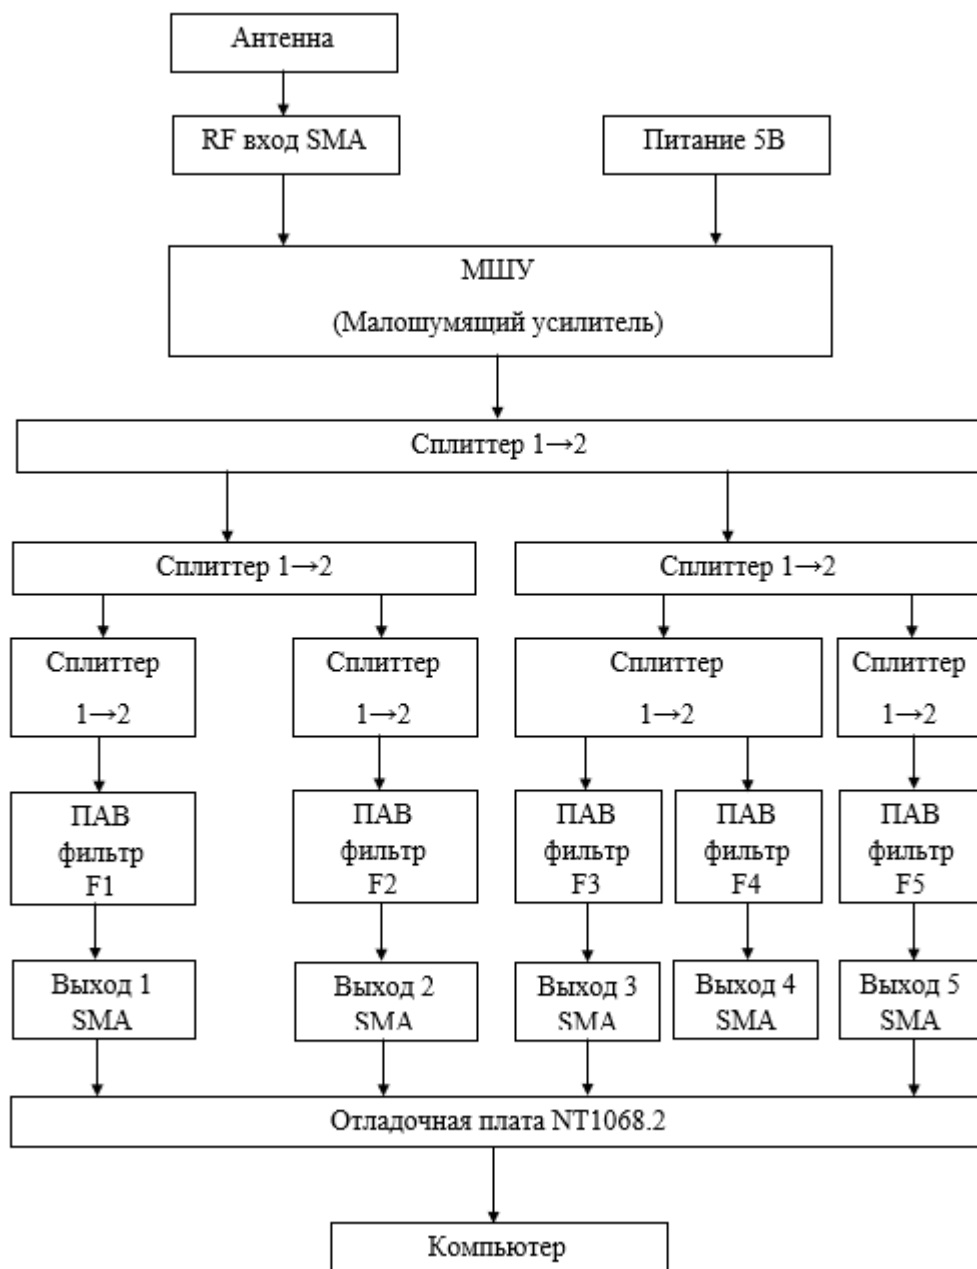 Антенна
RF вход SMA
Питание 5В
МШУ
(Малошумящий усилитель)
Сплиттер 1→2
Сплиттер 1→2
Сплиттер 1→2
Сплиттер
1→2
Сплиттер
1→2
Сплиттер
1→2
Сплиттер
1→2
ПАВ
фильтр
F1
ПАВ
фильтр
F2
ПАВ
фильтр
F3
ПАВ
фильтр
F4
ПАВ
фильтр
F5
Выход 1
SMA
Выход 2
SMA
Выход 3
SMA
Выход 4
SMA
Выход 5
SMA
Отладочная плата NT1068.2
Компьютер